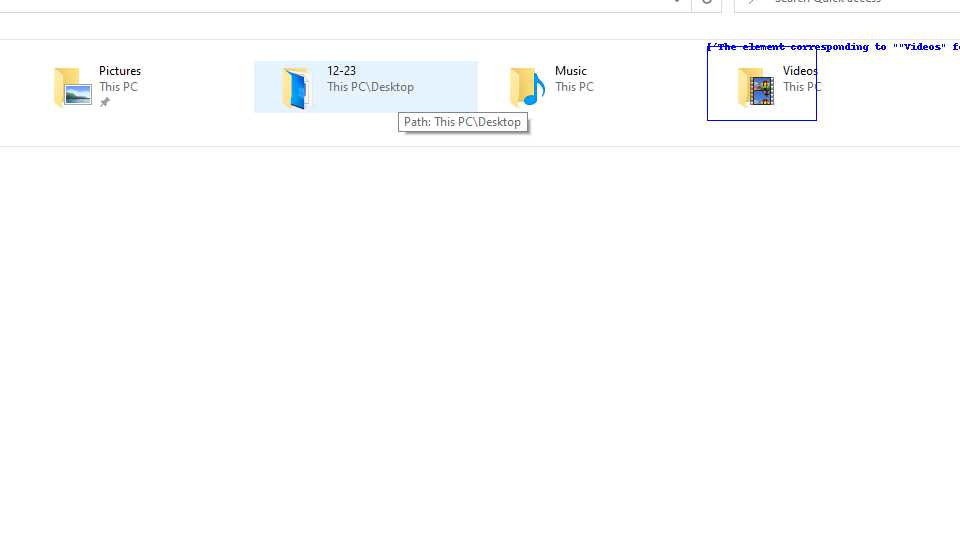 Search Quick access
{'The element corresponding to ""Videos" fo
Pictures
This PC
12-23
This PC\Desktop
Music
This PC
Videos
This PC
Path: This PC\Desktop